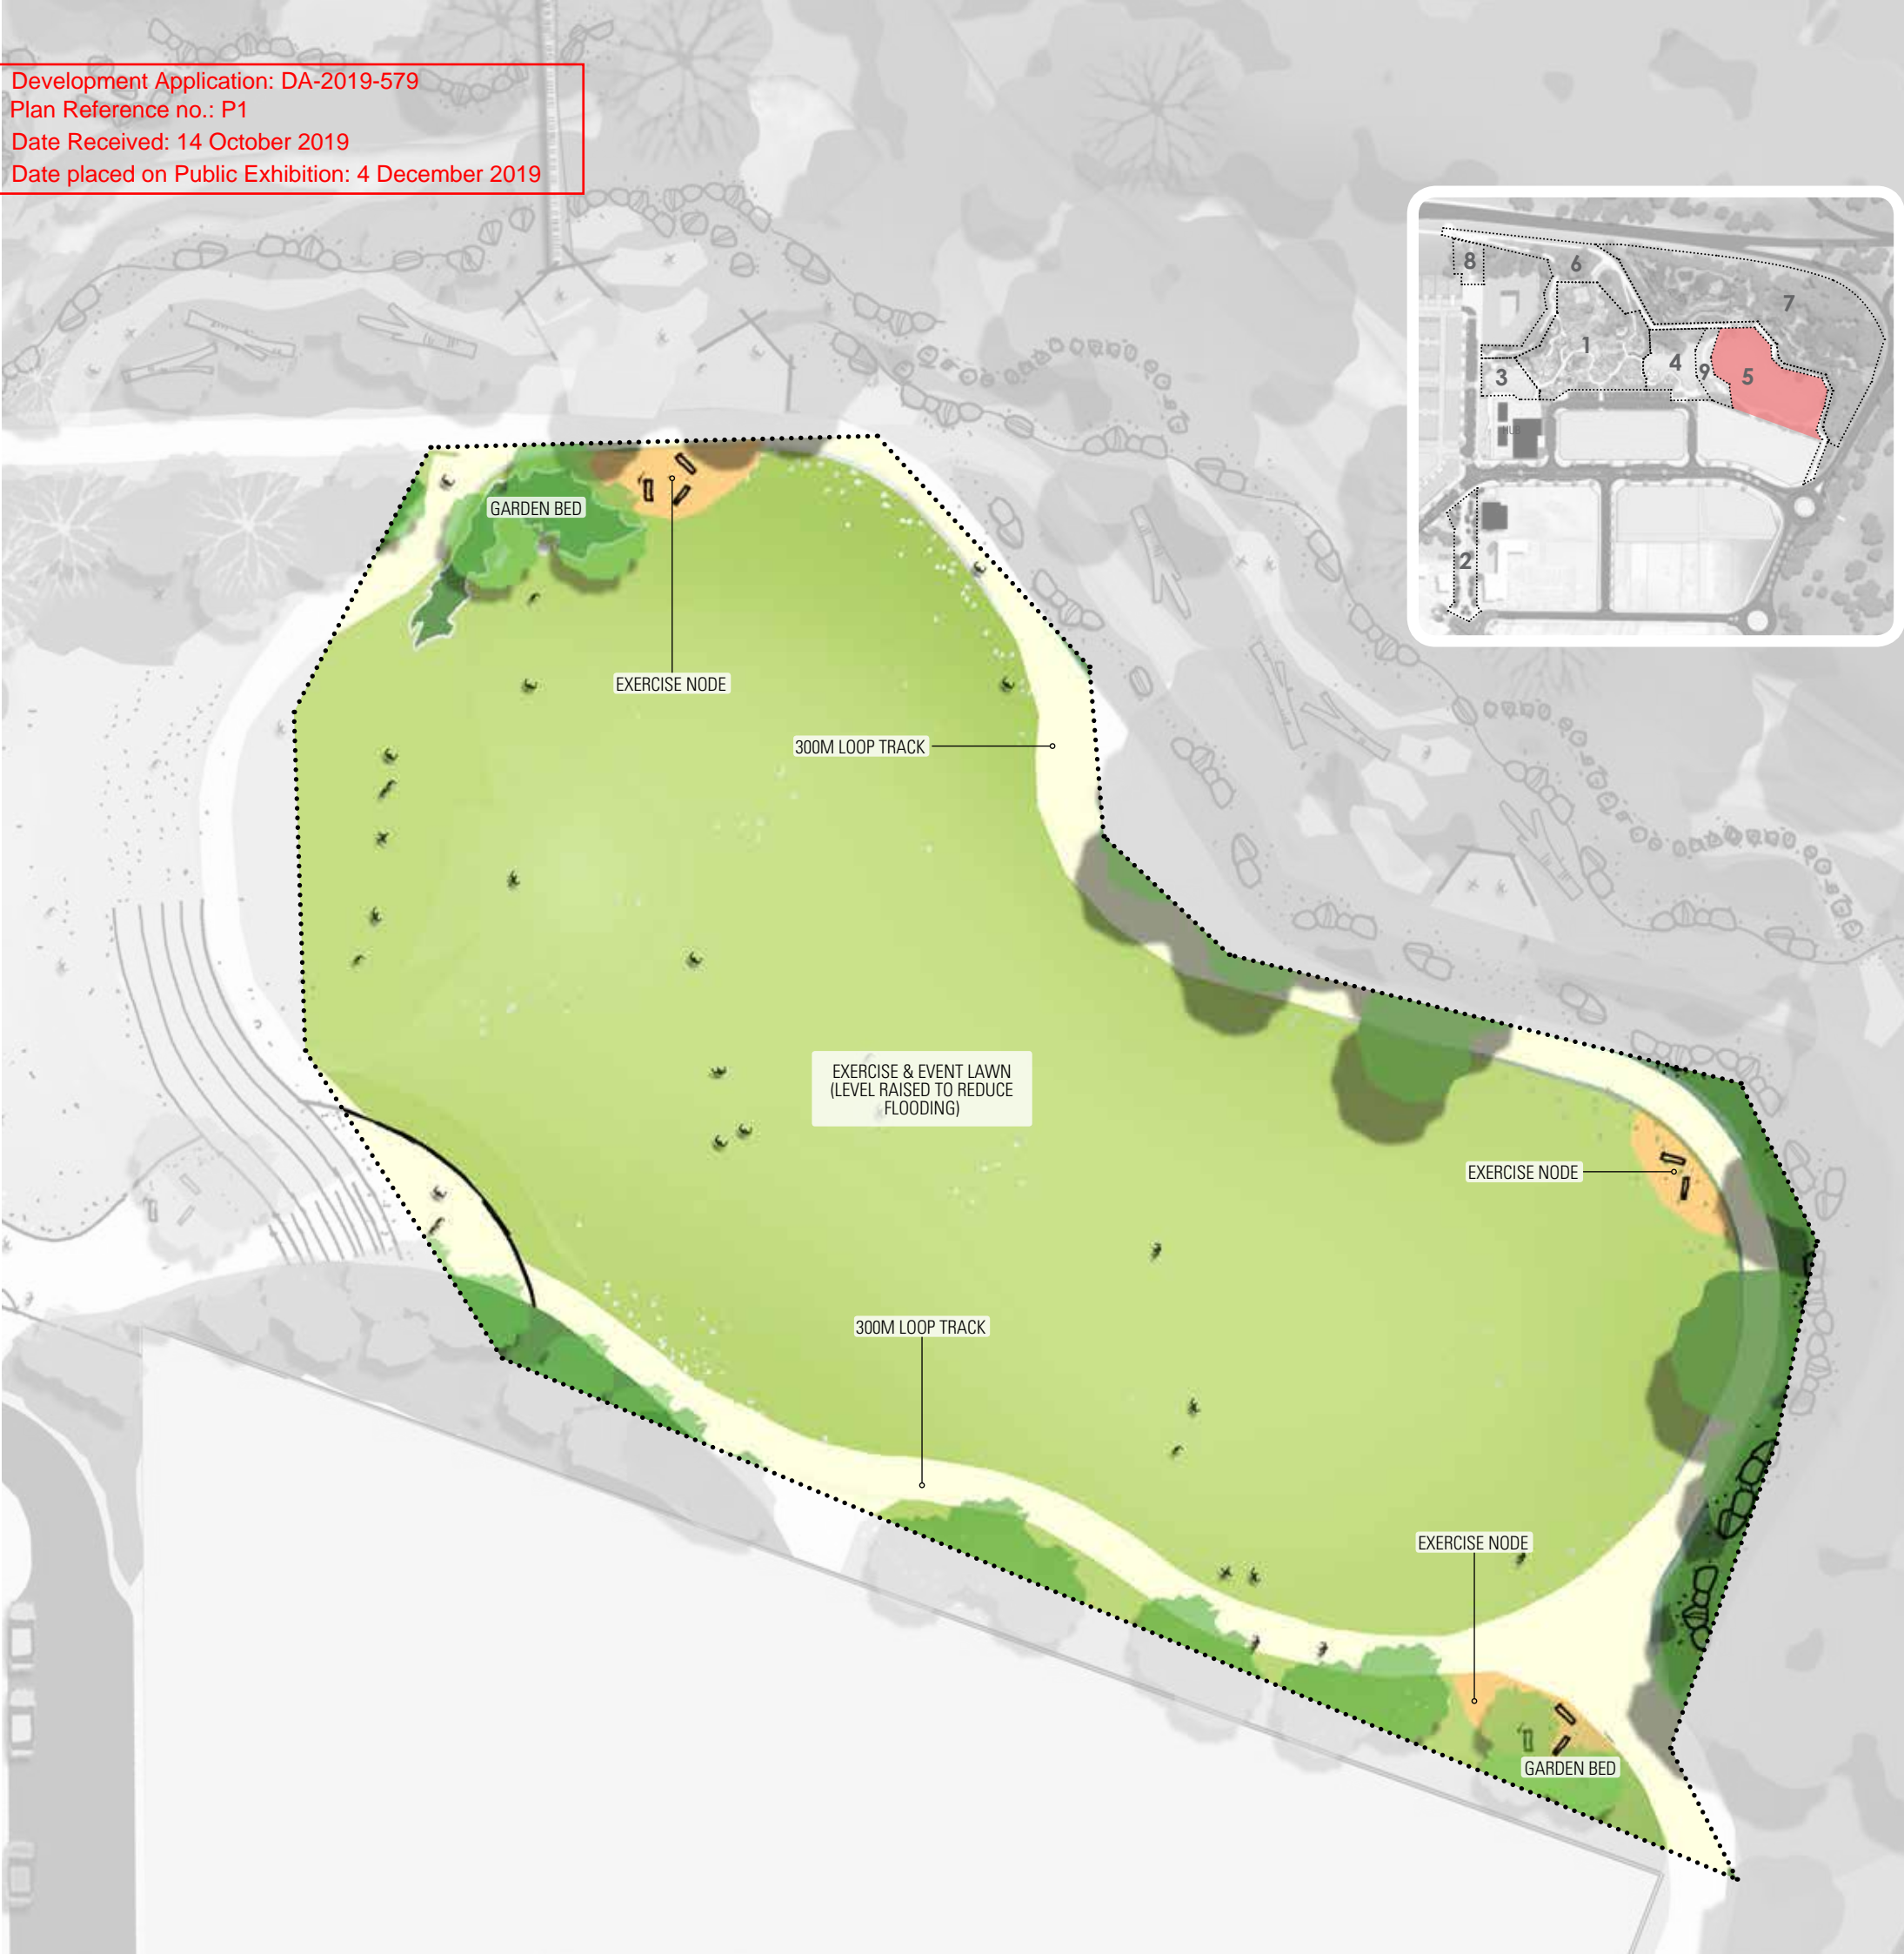 Development Application: DA-2019-579
Plan Reference no.: P1
Date Received: 14 October 2019
Date placed on Public Exhibition: 4 December 2019
8
6
7
1
4
9
5
3
HUB
2
GARDEN BED
EXERCISE NODE
300M LOOP TRACK
EXERCISE & EVENT LAWN
(LEVEL RAISED TO REDUCE
FLOODING)
EXERCISE NODE
300M LOOP TRACK
EXERCISE NODE
GARDEN BED